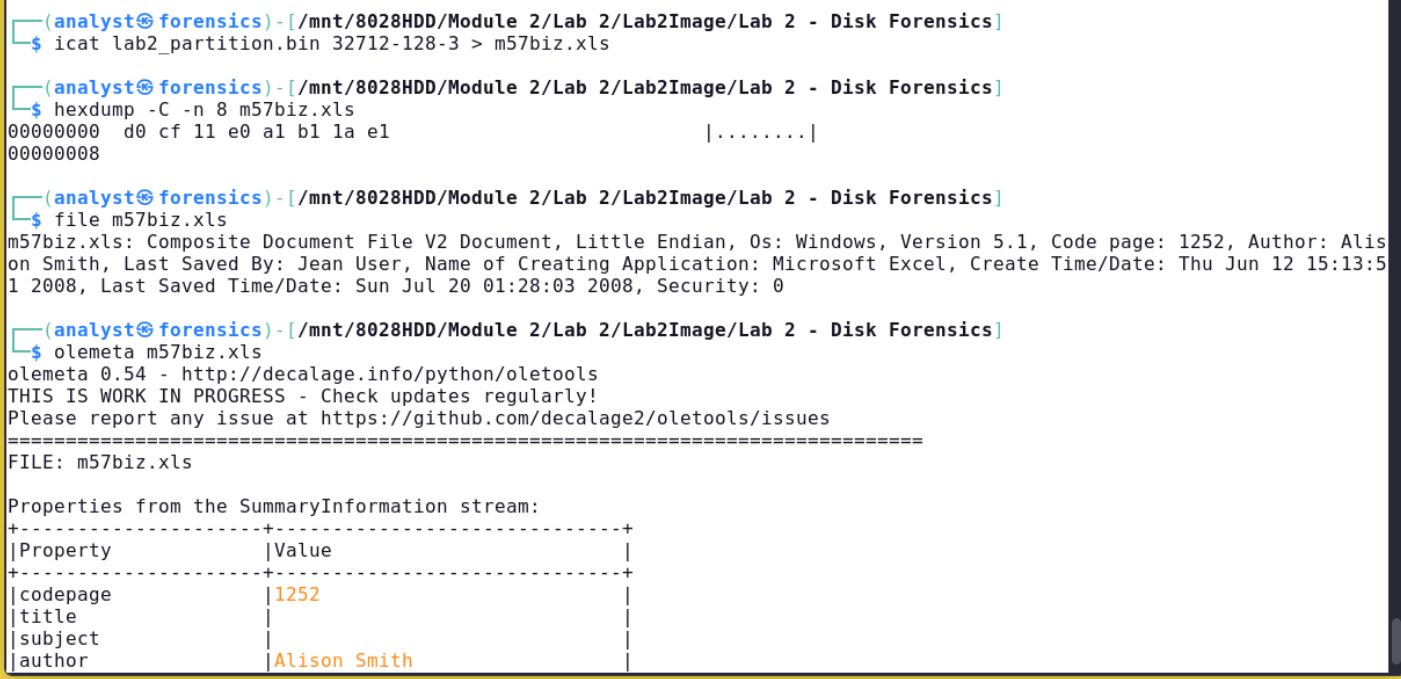 ┌──(analyst㉿forensics)-[/mnt/8028HDD/Module 2/Lab 2/Lab2Image/Lab 2 - Disk Forensics]
└─$ icat lab2_partition.bin 32712-128-3 > m57biz.xls
┌──(analyst㉿forensics)-[/mnt/8028HDD/Module 2/Lab 2/Lab2Image/Lab 2 - Disk Forensics]
└─$ hexdump -C -n 8 m57biz.xls
00000000  d0 cf 11 e0 a1 b1 1a e1                           |........|
00000008
┌──(analyst㉿forensics)-[/mnt/8028HDD/Module 2/Lab 2/Lab2Image/Lab 2 - Disk Forensics]
└─$ file m57biz.xls
m57biz.xls: Composite Document File V2 Document, Little Endian, Os: Windows, Version 5.1, Code page: 1252, Author: Alis
on Smith, Last Saved By: Jean User, Name of Creating Application: Microsoft Excel, Create Time/Date: Thu Jun 12 15:13:5
1 2008, Last Saved Time/Date: Sun Jul 20 01:28:03 2008, Security: 0
┌──(analyst㉿forensics)-[/mnt/8028HDD/Module 2/Lab 2/Lab2Image/Lab 2 - Disk Forensics]
└─$ olemeta m57biz.xls
olemeta 0.54 - http://decalage.info/python/oletools
THIS IS WORK IN PROGRESS - Check updates regularly!
Please report any issue at https://github.com/decalage2/oletools/issues
===============================================================================
FILE: m57biz.xls
Properties from the SummaryInformation stream:
+---------------------+------------------------------+
|Property             |Value                         |
+---------------------+------------------------------+
|codepage             |1252                          |
|title                |                              |
|subject              |                              |
|author               |Alison Smith                  |